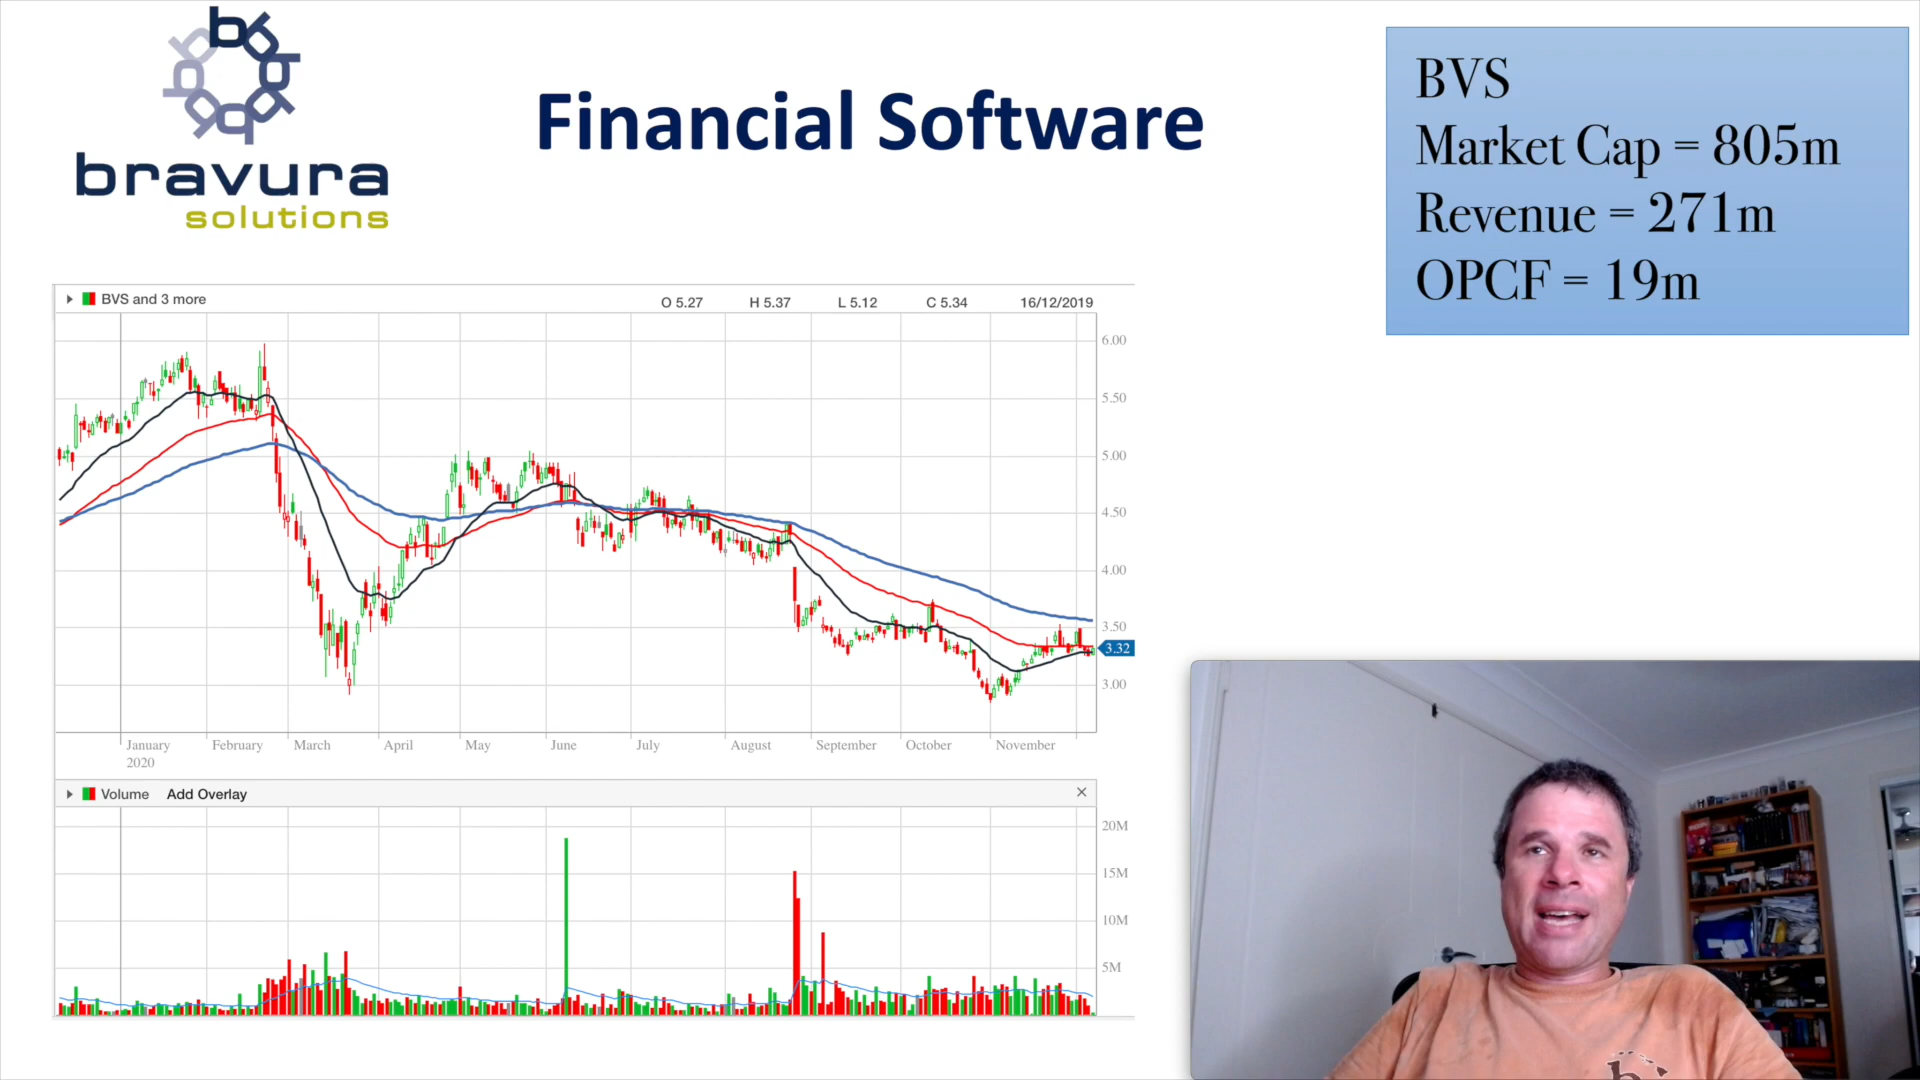 bravura
solutions
Financial Software
BVS
Market Cap = 805m
Revenue = 271m
OPCF = 19m
BVS and 3 more
O 5.27 H 5.37 L 5.12 C 5.34 16/12/2019
6.00
5.50
5.00
4.50
4.00
3.50
3.32
3.00
January February March April May June July August September October November
2020
Volume Add Overlay
20M
15M
10M
5M